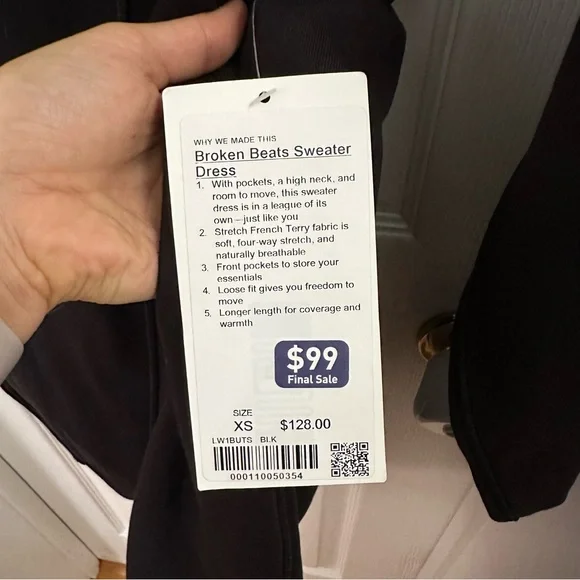 WHY WE MADE THIS
Broken Beats Sweater
Dress
1. With pockets, a high neck, and
room to move, this sweater
dress is in a league of its
own—just like you
2. Stretch French Terry fabric is
soft, four-way stretch, and
naturally breathable
3. Front pockets to store your
essentials
4. Loose fit gives you freedom to
move
5. Longer length for coverage and
warmth
$99
Final Sale
SIZE
XS $128.00
LW1BUTS BLK
000110050354